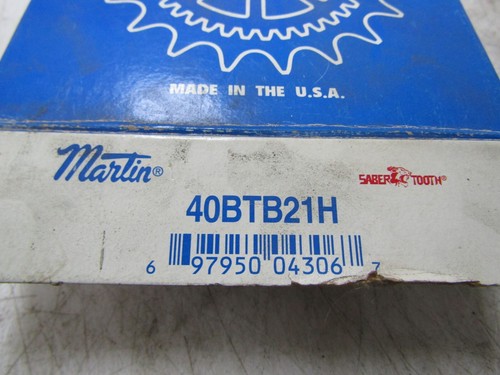 MADE IN THE U.S.A.
Martin®
SABER TOOTH®
40BTB21H
6 97950 04306 7